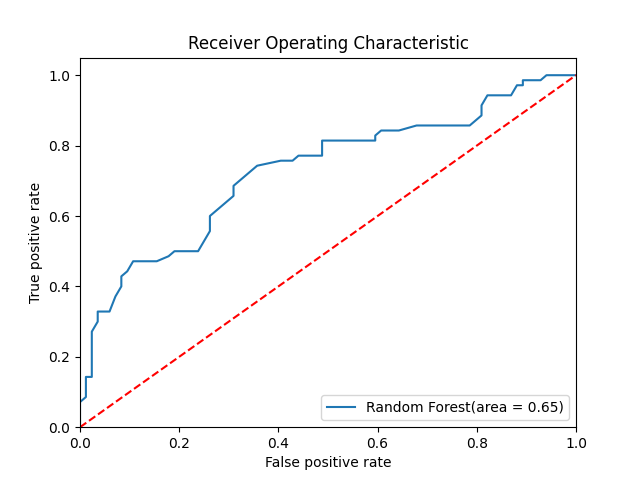 Receiver Operating Characteristic
True positive rate
1.0
0.8
0.6
0.4
0.2
0.0
0.0 0.2 0.4 0.6 0.8 1.0
False positive rate
Random Forest(area = 0.65)